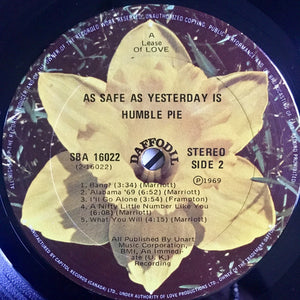 A
Lease
Of LOVE
AS SAFE AS YESTERDAY IS
HUMBLE PIE
SBA 16022
(2-16022)
DAFFODIL
STEREO
SIDE 2
℗1969
1. Bang? (3:34) (Marriott)
2. Alabama '69 (6:52) (Marriott)
3. I'll Go Alone (3:54) (Frampton)
4. A Nifty Little Number Like You
(6:08) (Marriott)
5. What You Will (4:15) (Marriott)
All Published By Unart
Music Corporation,
BMI, An Immedi-
ate (U. K.)
Recording